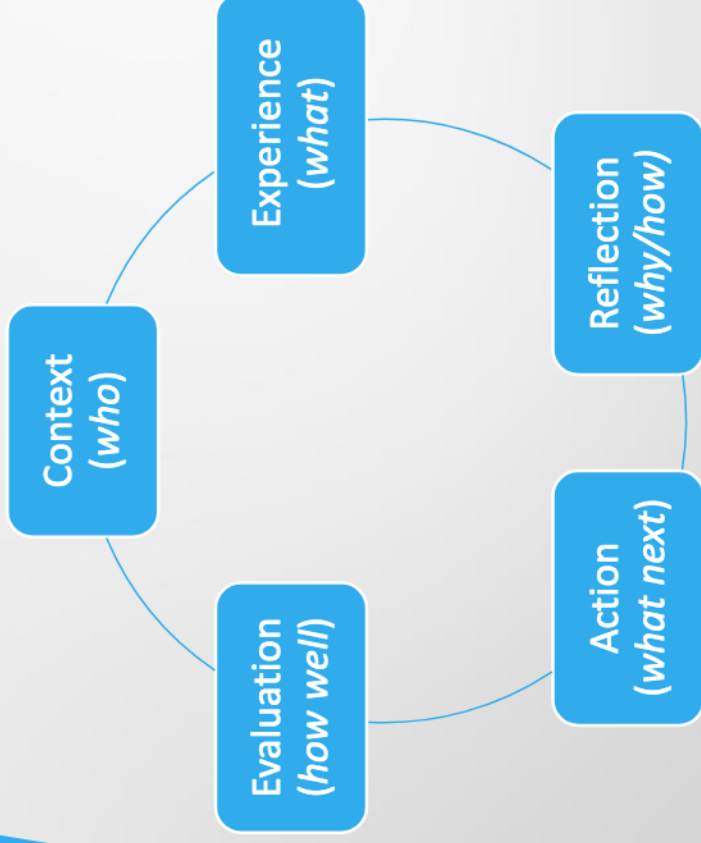 Context
(who)
Experience
(what)
Reflection
(why/how)
Action
(what next)
Evaluation
(how well)